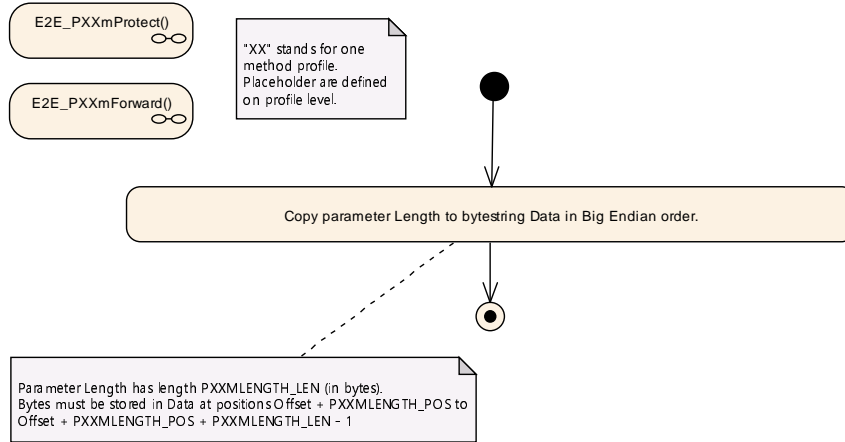 E2E_PXXmProtect()
E2E_PXXmForward()
"XX" stands for one
method profile.
Placeholder are defined
on profile level.
Copy parameter Length to bytestring Data in Big Endian order.
Parameter Length has length PXXMLENGTH_LEN (in bytes).
Bytes must be stored in Data at positions Offset + PXXMLENGTH_POS to
Offset + PXXMLENGTH_POS + PXXMLENGTH_LEN - 1